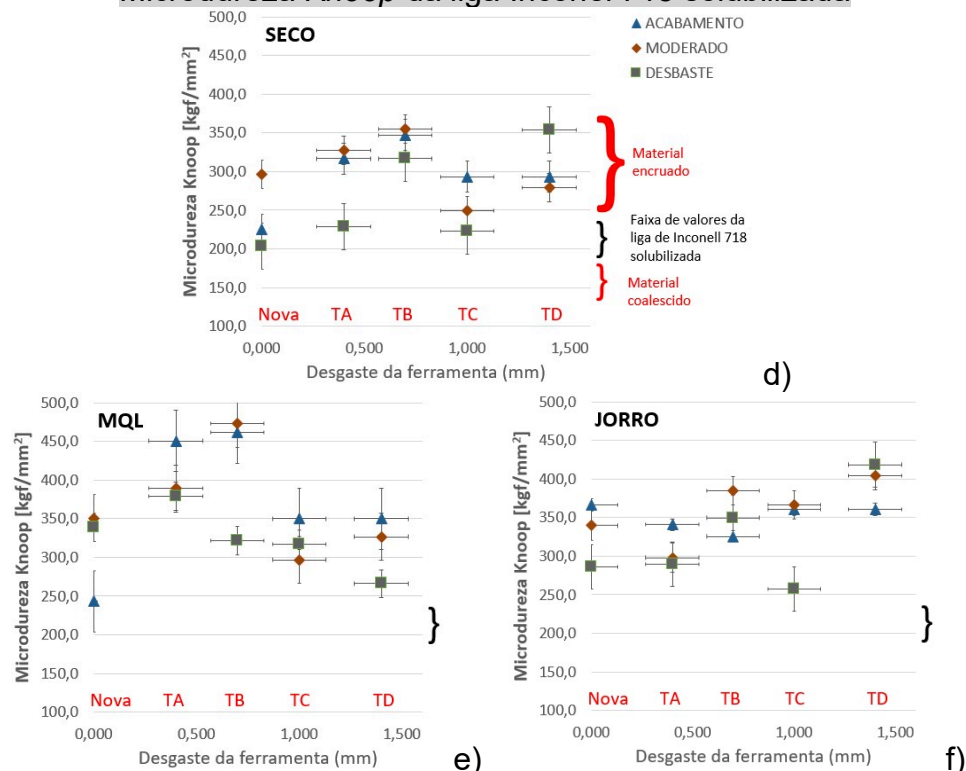 Microdureza Knoop da liga Inconel 718 solubilizada
SECO
Microdureza Knoop [kgf/mm²]
500,0
450,0
400,0
350,0
300,0
250,0
200,0
150,0
100,0
ACABAMENTO
MODERADO
DESBASTE
Material
encruado
Faixa de valores da
liga de Inconell 718
solubilizada
Material
coalescido
Nova TA TB TC TD
0,000 0,500 1,000 1,500
Desgaste da ferramenta (mm)
d)
MQL
Microdureza Knoop [kgf/mm²]
500,0
450,0
400,0
350,0
300,0
250,0
200,0
150,0
100,0
Nova TA TB TC TD
0,000 0,500 1,000 1,500
Desgaste da ferramenta (mm)
e)
JORRO
Microdureza Knoop [kgf/mm²]
500,0
450,0
400,0
350,0
300,0
250,0
200,0
150,0
100,0
Nova TA TB TC TD
0,000 0,500 1,000 1,500
Desgaste da ferramenta (mm)
f)